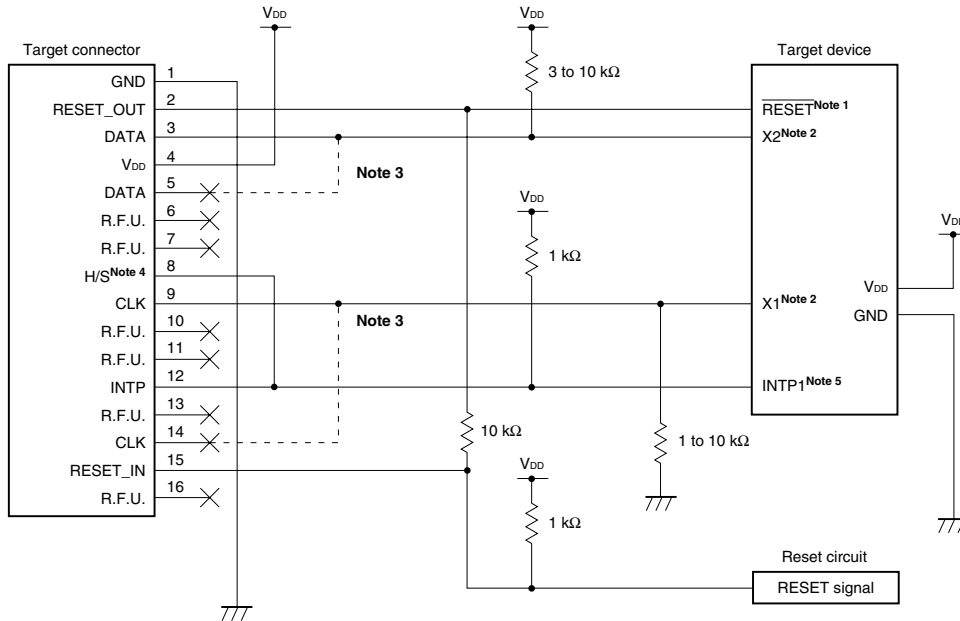 VDD
VDD
Target connector
Target device
GND
1
3 to 10 kΩ
RESET_OUT
2
RESETNote 1
DATA
3
X2Note 2
VDD
4
Note 3
DATA
5
VDD
R.F.U.
6
VDD
R.F.U.
7
1 kΩ
H/SNote 4
8
VDD
CLK
9
X1Note 2
Note 3
GND
R.F.U.
10
R.F.U.
11
INTP
12
INTP1Note 5
R.F.U.
13
10 kΩ
CLK
14
1 to 10 kΩ
RESET_IN
15
VDD
R.F.U.
16
1 kΩ
Reset circuit
RESET signal